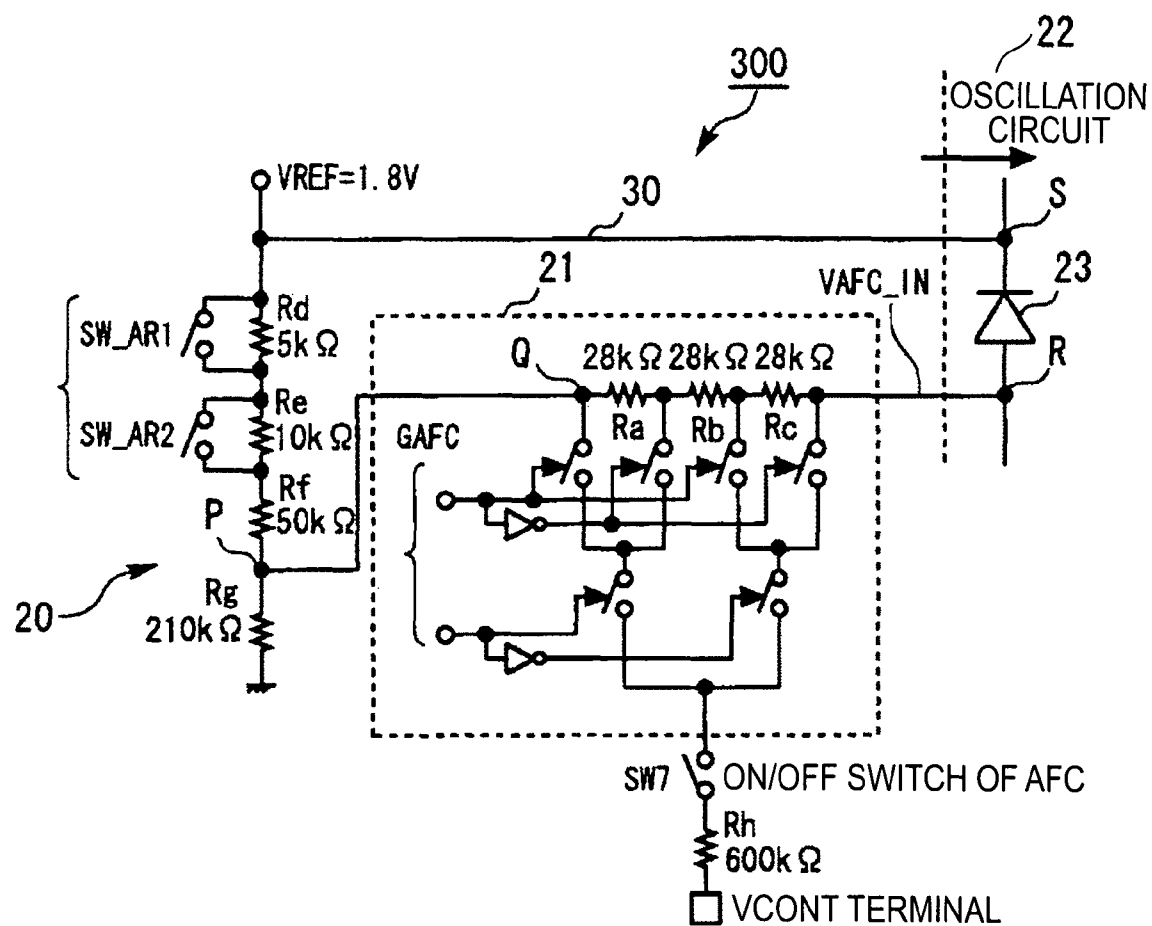 22
OSCILLATION
CIRCUIT
300
VREF=1.8V
30
S
21
VAFC_IN
23
SW_AR1
Rd
5kΩ
Q
28kΩ 28kΩ 28kΩ
R
Ra
Rb
Rc
SW_AR2
Re
10kΩ
GAFC
Rf
50kΩ
P
20
Rg
210kΩ
SW7
ON/OFF SWITCH OF AFC
Rh
600kΩ
VCONT TERMINAL